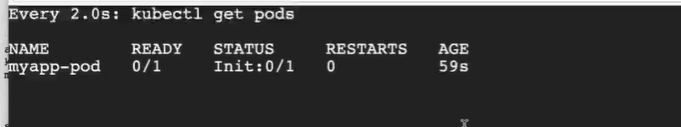 Every 2.0s: kubectl get pods
NAME READY STATUS RESTARTS AGE
myapp-pod 0/1 Init:0/1 0 59s